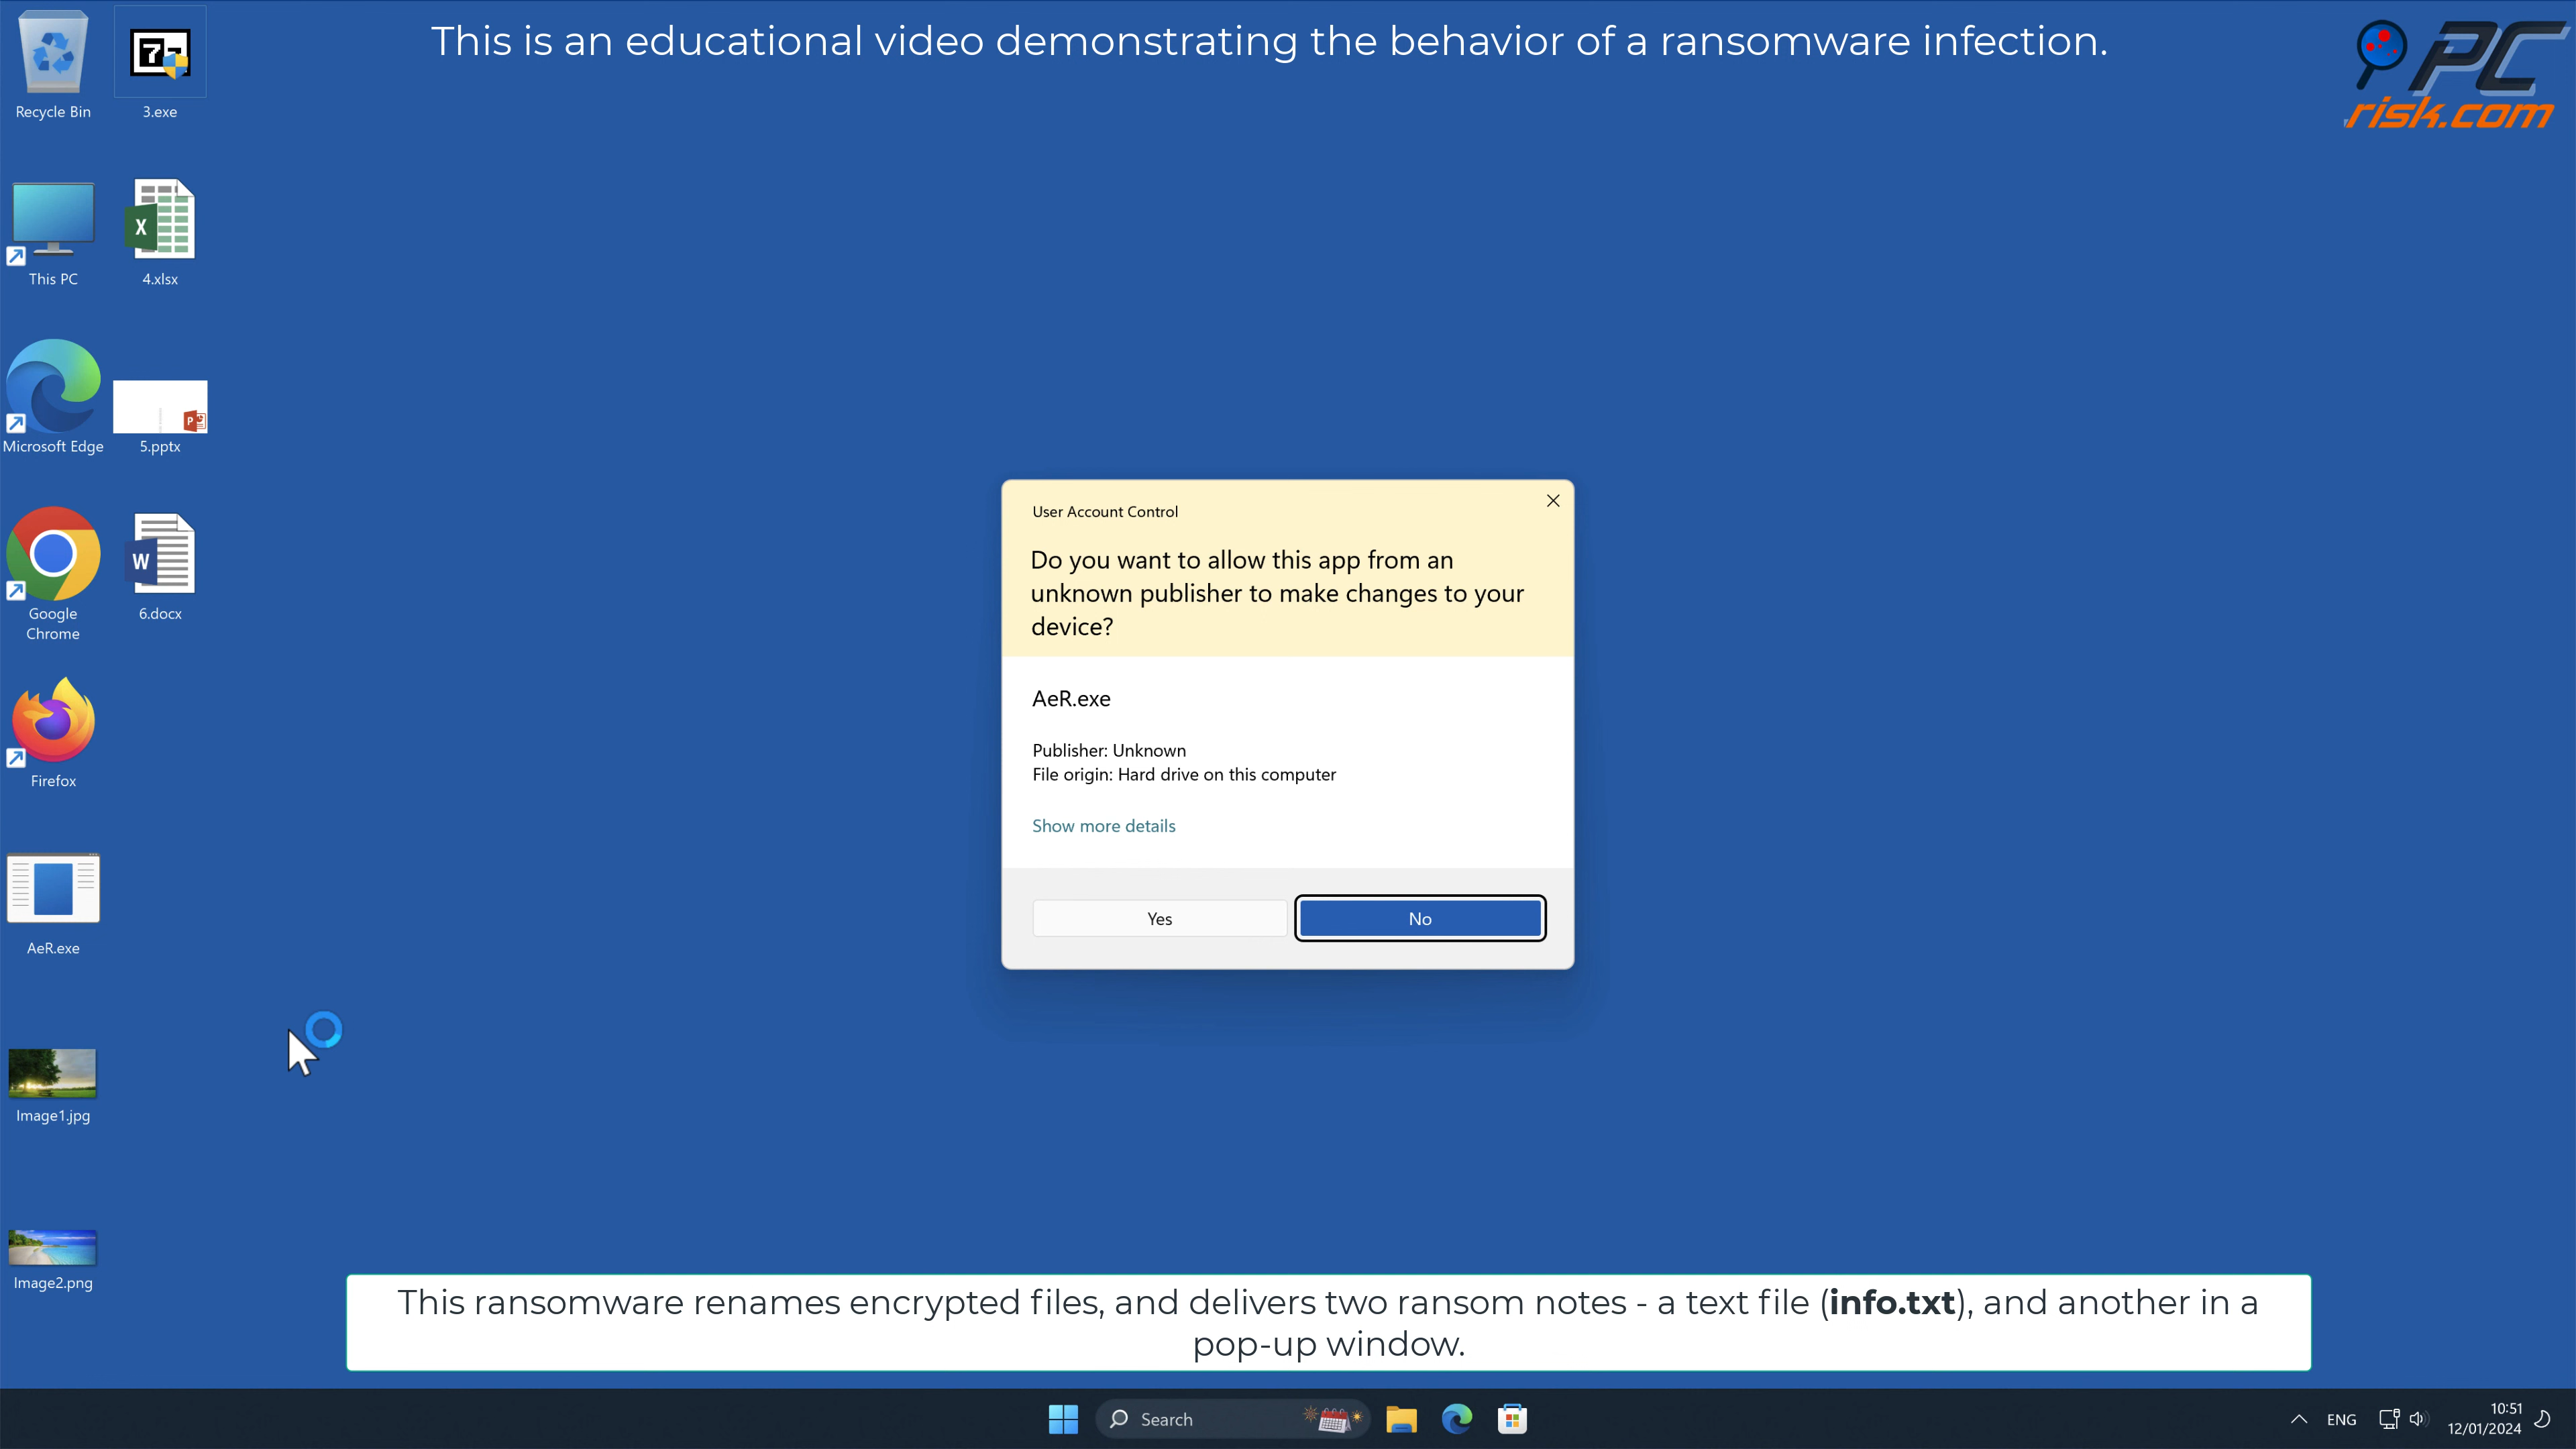 This is an educational video demonstrating the behavior of a ransomware infection.
PC
risk.com
Recycle Bin
3.exe
This PC
4.xlsx
Microsoft Edge
5.pptx
Google
Chrome
6.docx
Firefox
AeR.exe
Image1.jpg
Image2.png
User Account Control
Do you want to allow this app from an
unknown publisher to make changes to your
device?
AeR.exe
Publisher: Unknown
File origin: Hard drive on this computer
Show more details
Yes
No
This ransomware renames encrypted files, and delivers two ransom notes - a text file (info.txt), and another in a
pop-up window.
Search
ENG
10:51
12/01/2024